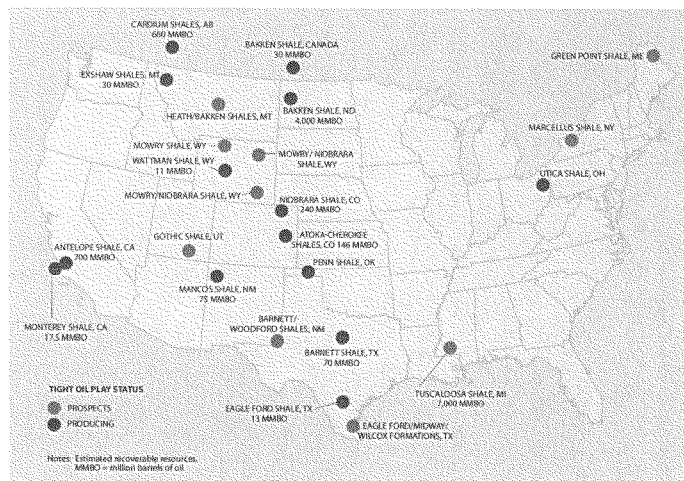 CARDIUM SHALES, AB
680 MMBO
BAKKEN SHALE, CANADA
30 MMBO
GREEN POINT SHALE, ME
EXSHAW SHALES, MT
30 MMBO
HEATH/BAKKEN SHALES, MT
BAKKEN SHALE, ND
4,000 MMBO
MARCELLUS SHALE, NY
MOWRY SHALE, WY
MOWRY/ NIOBRARA
SHALE, WY
WATTMAN SHALE, WY
11 MMBO
UTICA SHALE, OH
MOWRY/NIOBRARA SHALE, WY
NIOBRARA SHALE, CO
240 MMBO
GOTHIC SHALE, UT
ATOKA-CHEROKEE
SHALES, CO 146 MMBO
ANTELOPE SHALE, CA
700 MMBO
PENN SHALE, OK
MANCOS SHALE, NM
75 MMBO
MONTEREY SHALE, CA
17.5 MMBO
BARNETT/
WOODFORD SHALES, NM
BARNETT SHALE, TX
70 MMBO
TUSCALOOSA SHALE, MI
7,000 MMBO
TIGHT OIL PLAY STATUS
PROSPECTS
PRODUCING
EAGLE FORD SHALE, TX
13 MMBO
EAGLE FORD/MIDWAY/
WILCOX FORMATIONS, TX
Notes: Estimated recoverable resources.
MMBO = million barrels of oil.